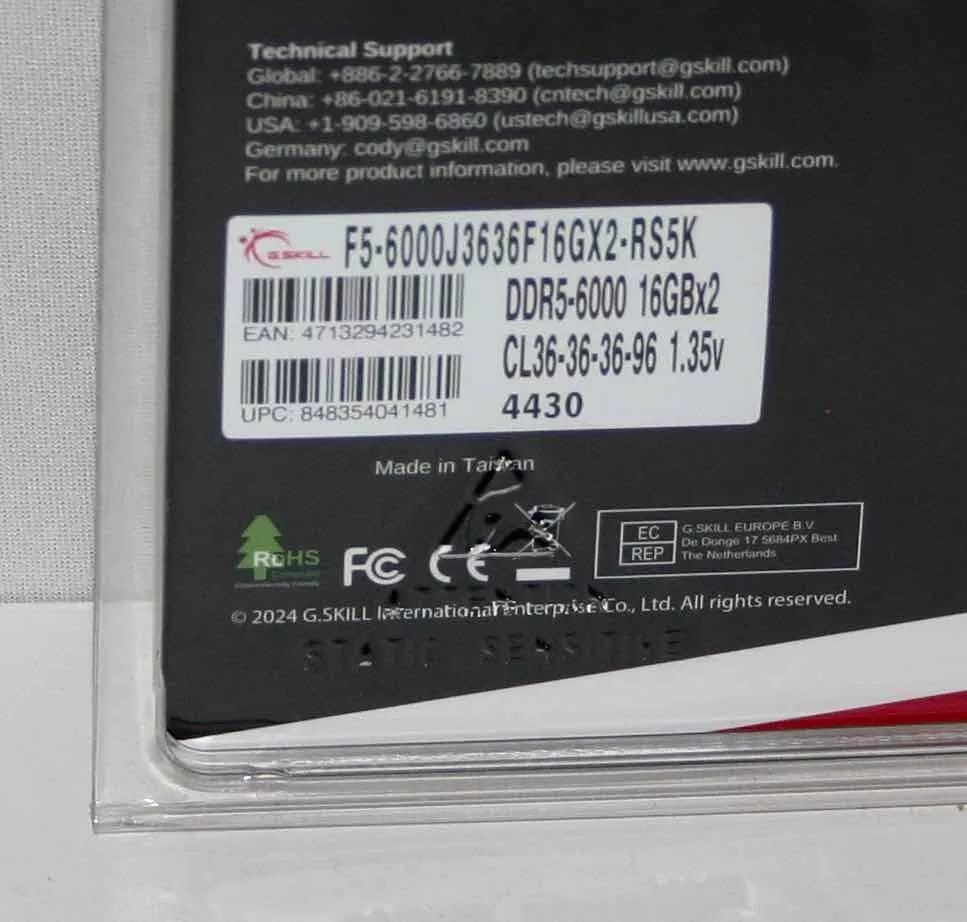 Technical Support
Global: +886-2-2766-7889 (techsupport@gskill.com)
China: +86-021-6191-8390 (cntech@gskill.com)
USA: +1-909-598-6860 (ustech@gskillusa.com)
Germany: cody@gskill.com
For more product information, please visit www.gskill.com.
G.SKILL F5-6000J3636F16GX2-RS5K
DDR5-6000 16GBx2
EAN: 4713294231482
CL36-36-36-96 1.35v
UPC: 848354041481
4430
Made in Taiwan
RoHS
FC CE
EC REP
G.SKILL EUROPE B.V.
De Donge 17 5684PX Best
The Netherlands
ATTENTION
© 2024 G.SKILL International Enterprise Co., Ltd. All rights reserved.
STATIC SENSITIVE